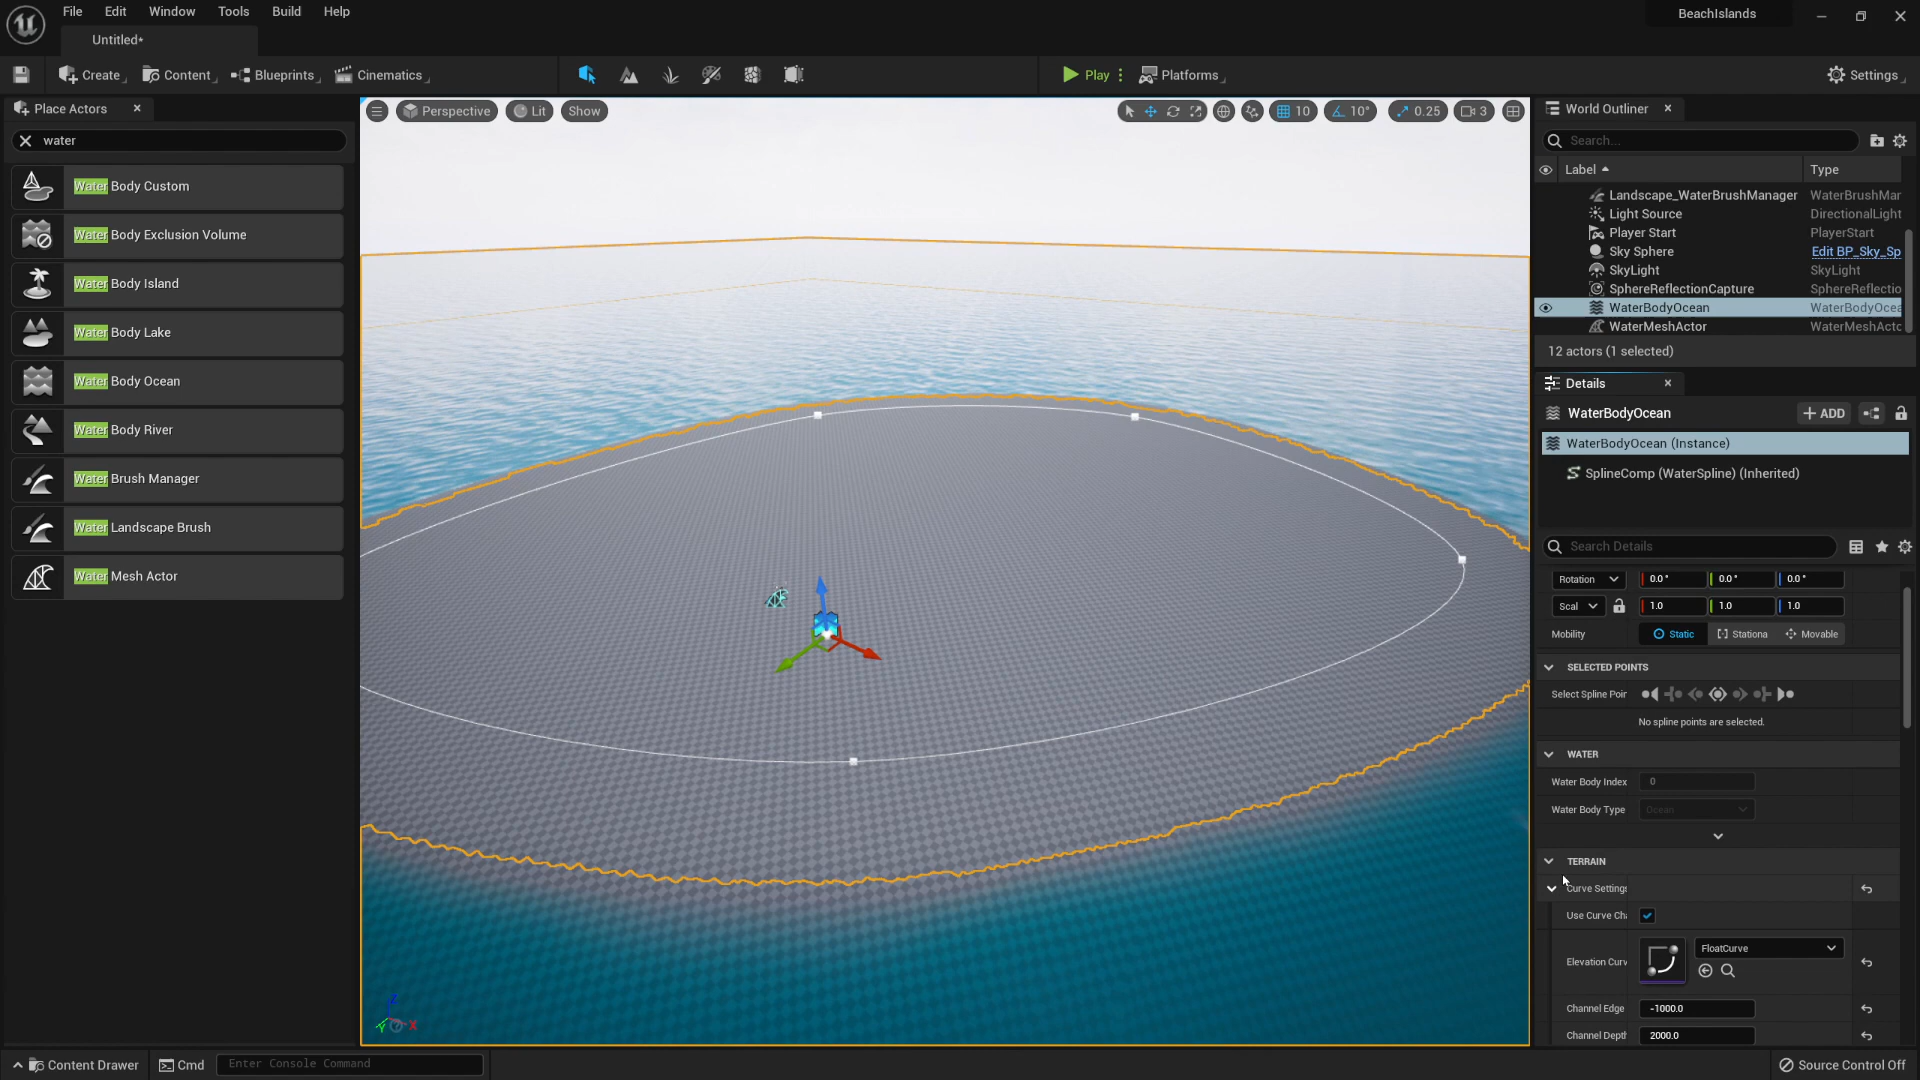 File Edit Window Tools Build Help
BeachIslands
Untitled*
Create Content Blueprints Cinematics
Play Platforms Settings
Place Actors
water
Water Body Custom
Water Body Exclusion Volume
Water Body Island
Water Body Lake
Water Body Ocean
Water Body River
Water Brush Manager
Water Landscape Brush
Water Mesh Actor
Perspective Lit Show
10 10° 0.25 3
Z
Y X
World Outliner
Search...
Label Type
Landscape_WaterBrushManager WaterBrushMar
Light Source DirectionalLight
Player Start PlayerStart
Sky Sphere Edit BP_Sky_Sp
SkyLight SkyLight
SphereReflectionCapture SphereReflectio
WaterBodyOcean WaterBodyOcea
WaterMeshActor WaterMeshActo
12 actors (1 selected)
Details
WaterBodyOcean + ADD
WaterBodyOcean (Instance)
SplineComp (WaterSpline) (Inherited)
Search Details
Rotation 0.0° 0.0° 0.0°
Scal 1.0 1.0 1.0
Mobility Static Stationa Movable
SELECTED POINTS
Select Spline Poir
No spline points are selected.
WATER
Water Body Index 0
Water Body Type Ocean
TERRAIN
Curve Settings
Use Curve Cha
Elevation Curv FloatCurve
Channel Edge -1000.0
Channel Depth 2000.0
Content Drawer Cmd Enter Console Command
Source Control Off